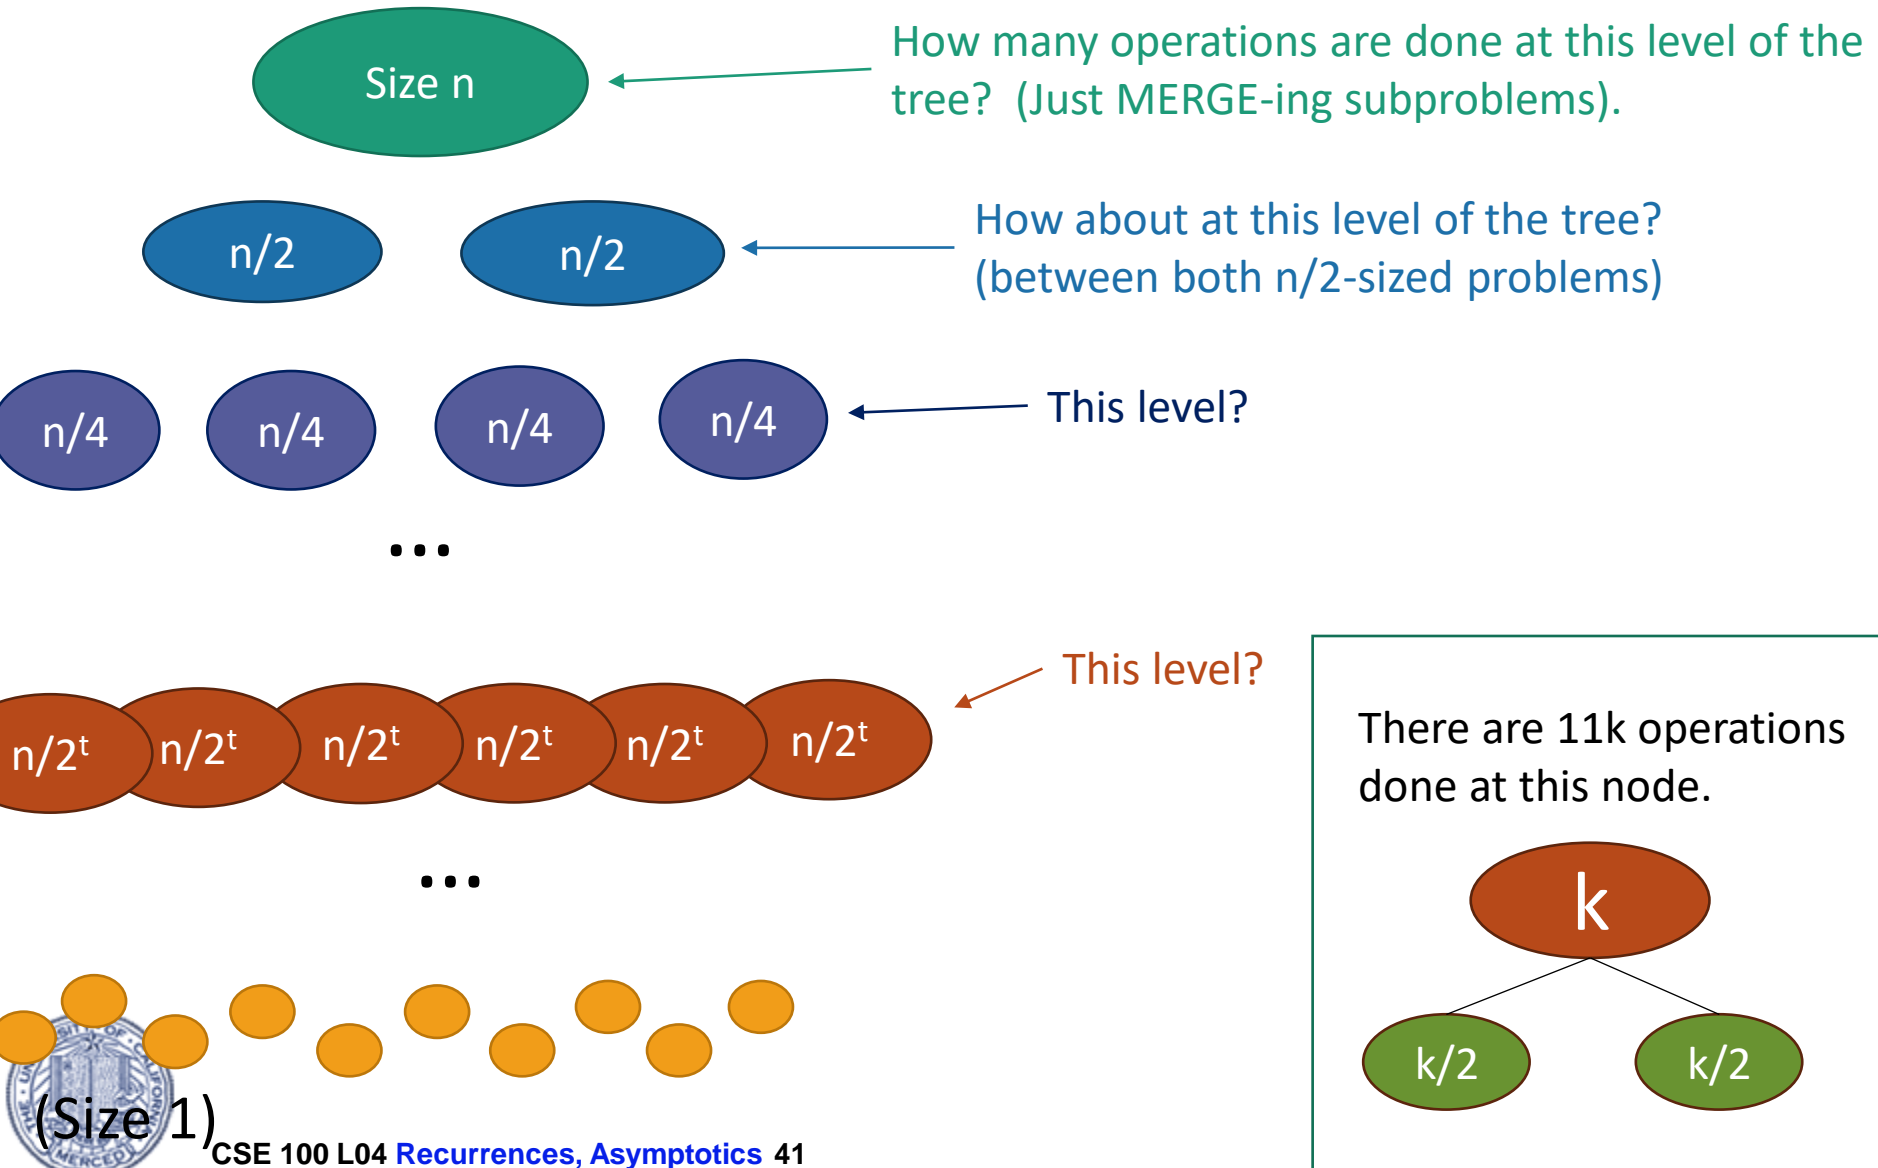 Size n
How many operations are done at this level of the
tree? (Just MERGE-ing subproblems).
n/2
n/2
How about at this level of the tree?
(between both n/2-sized problems)
n/4
n/4
n/4
n/4
This level?
...
This level?
n/2ᵗ
n/2ᵗ
n/2ᵗ
n/2ᵗ
n/2ᵗ
n/2ᵗ
...
There are 11k operations
done at this node.
k
k/2
k/2
(Size 1)
CSE 100 L04 Recurrences, Asymptotics 41